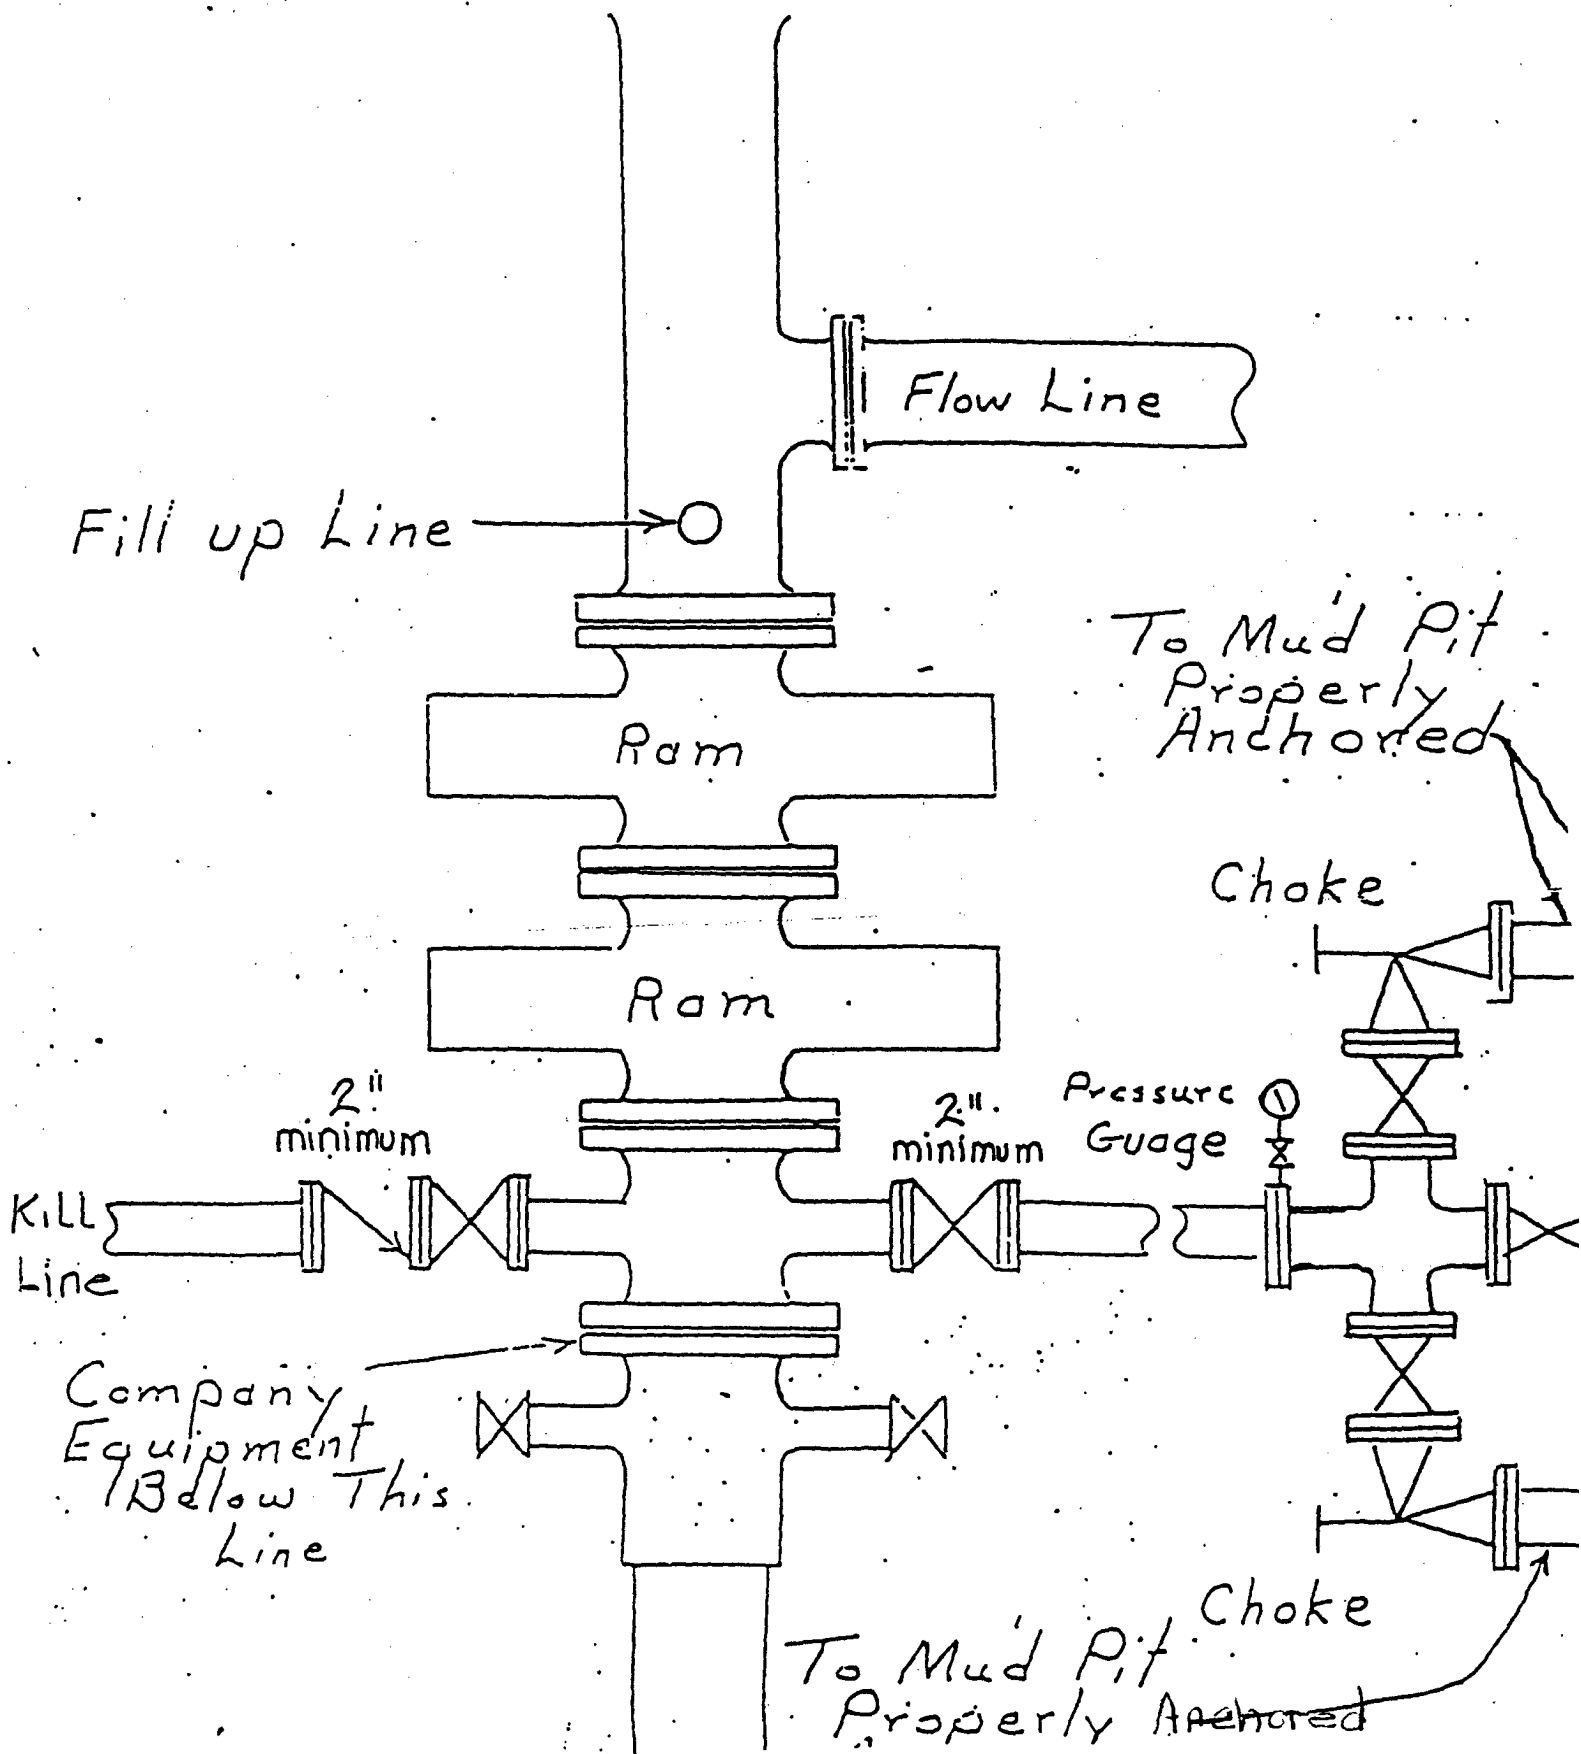 Flow Line
Fill up Line
To Mud Pit
Properly
Anchored
Ram
Choke
Ram
2"
minimum
2"
minimum
Pressure
Guage
Kill
Line
Company
Equipment
Below This
Line
Choke
To Mud Pit
Properly Anchored